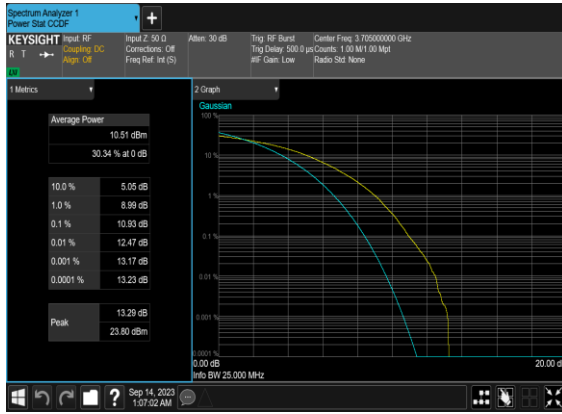 Spectrum Analyzer 1
Power Stat CCDF
+
KEYSIGHT
R T
LU
Input: RF
Coupling: DC
Align: Off
Input Z: 50 Ω
Corrections: Off
Freq Ref: Int (S)
Atten: 30 dB
Trig: RF Burst
Trig Delay: 500.0 µs
#IF Gain: Low
Center Freq: 3.705000000 GHz
Counts: 1.00 M/1.00 Mpt
Radio Std: None
1 Metrics
Average Power
10.51 dBm
30.34 % at 0 dB
10.0 % 5.05 dB
1.0 % 8.99 dB
0.1 % 10.93 dB
0.01 % 12.47 dB
0.001 % 13.17 dB
0.0001 % 13.23 dB
Peak
13.29 dB
23.80 dBm
2 Graph
Gaussian
100 %
10 %
1 %
0.1 %
0.01 %
0.001 %
0.0001 %
0.00 dB
20.00 d
Info BW 25.000 MHz
?
Sep 14, 2023
1:07:02 AM